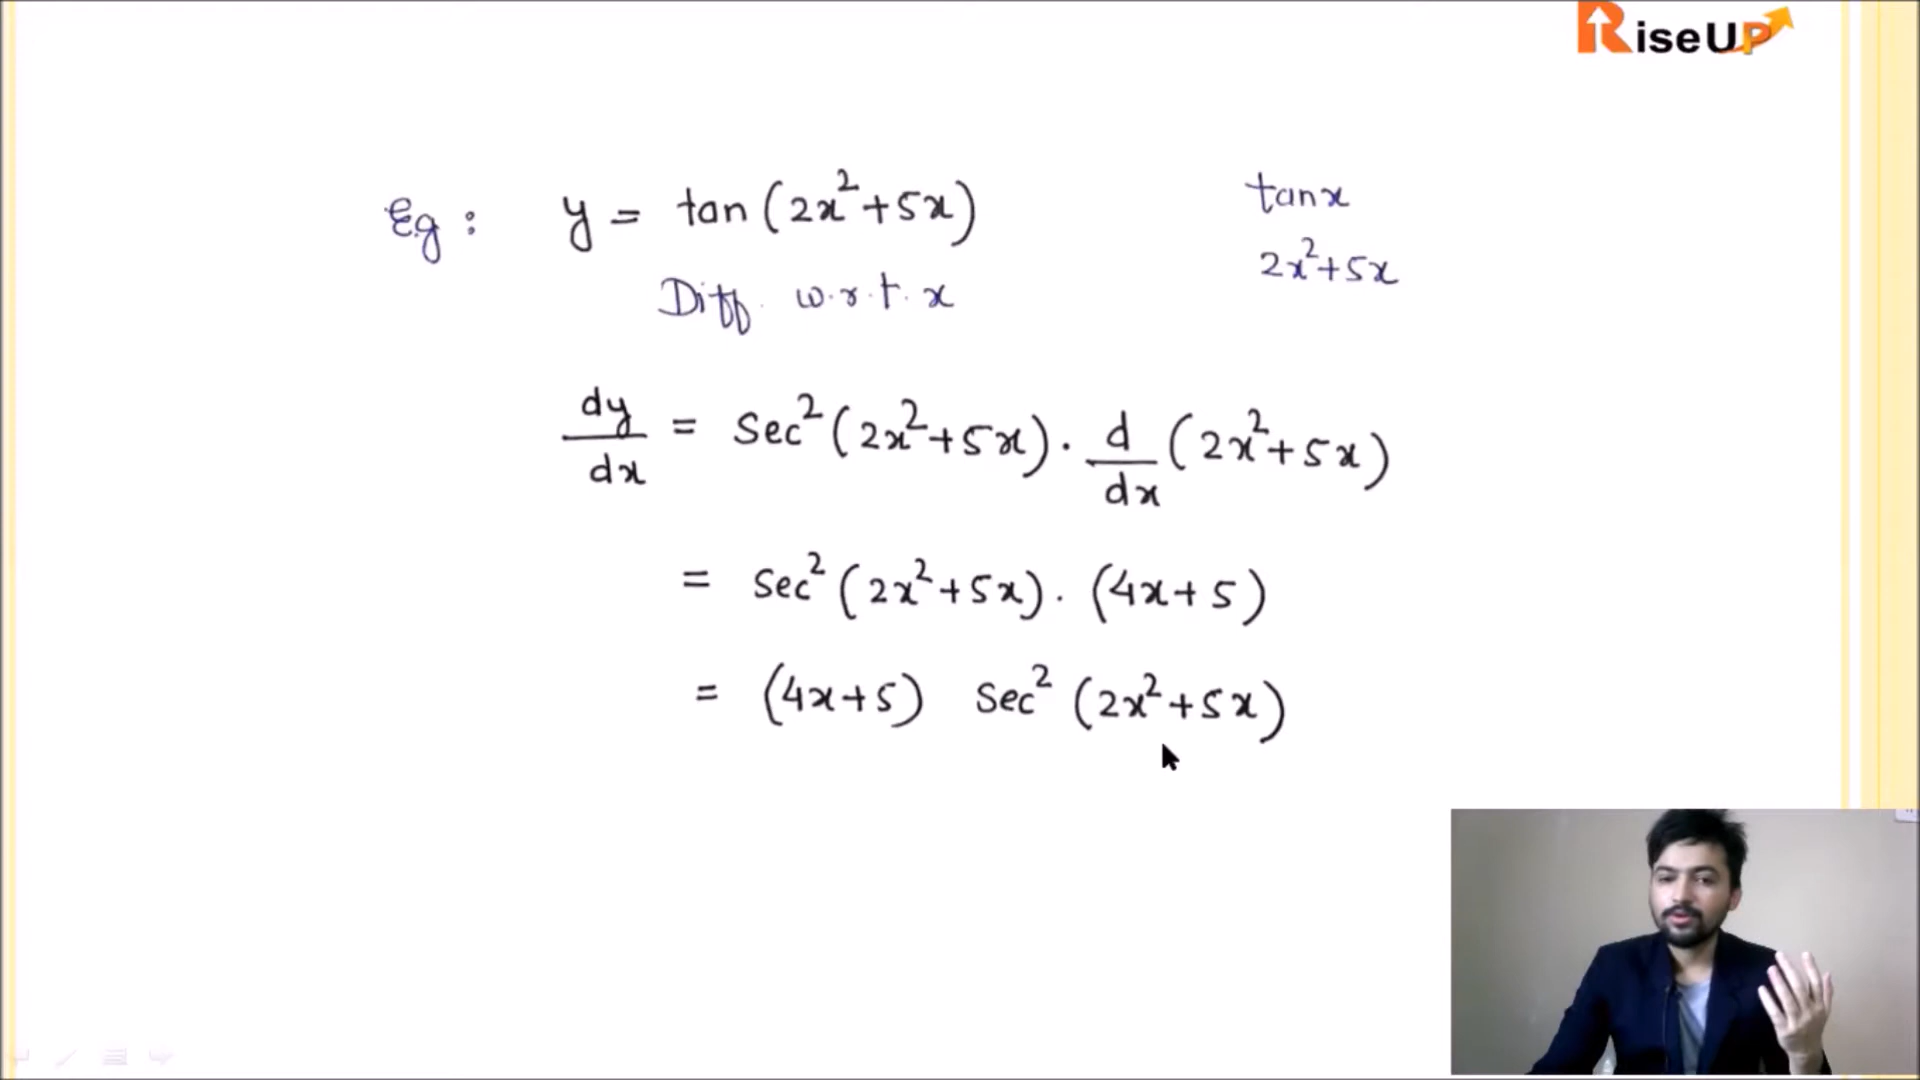 RiseUP
Eg : y = tan (2x²+5x)
tanx
2x²+5x
Diff. w.r.t. x
dy/dx = Sec² (2x²+5x) . d/dx (2x²+5x)
= Sec² (2x²+5x) . (4x+5)
= (4x+5) Sec² (2x²+5x)